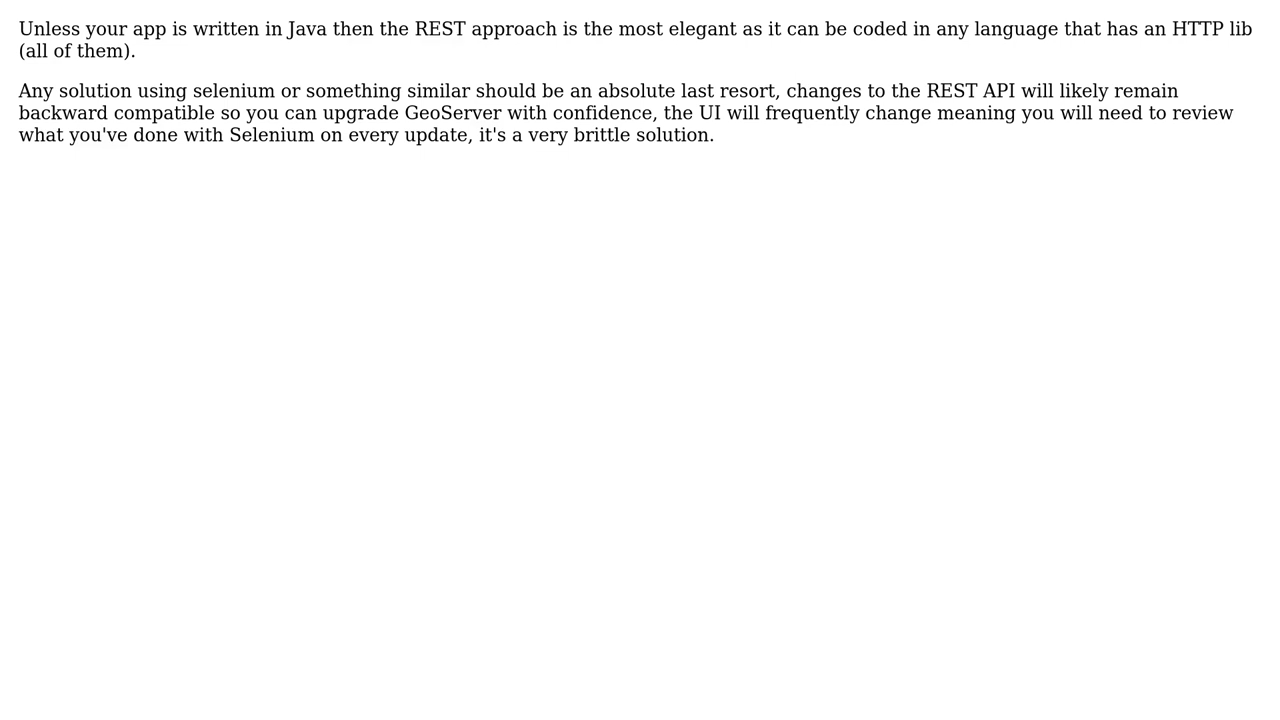 Unless your app is written in Java then the REST approach is the most elegant as it can be coded in any language that has an HTTP lib
(all of them).
Any solution using selenium or something similar should be an absolute last resort, changes to the REST API will likely remain
backward compatible so you can upgrade GeoServer with confidence, the UI will frequently change meaning you will need to review
what you've done with Selenium on every update, it's a very brittle solution.